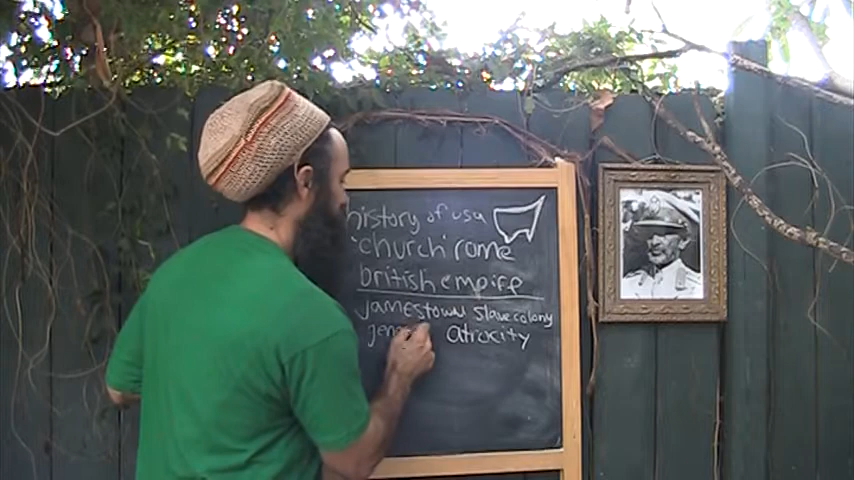 history of usa
'church' rome
british empire
jamestown slave colony
atrocity